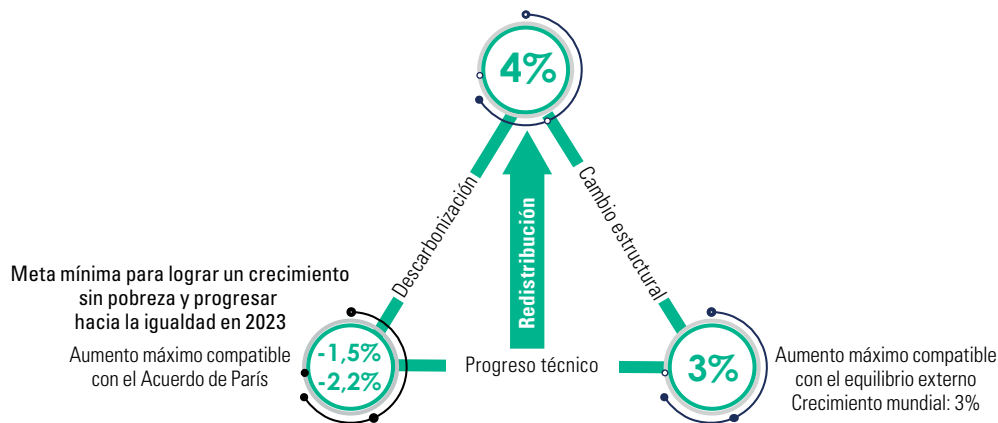 4%
Descarbonización
Cambio estructural
Redistribución
Meta mínima para lograr un crecimiento
sin pobreza y progresar
hacia la igualdad en 2023
Aumento máximo compatible
con el Acuerdo de París
-1,5%
-2,2%
Progreso técnico
3%
Aumento máximo compatible
con el equilibrio externo
Crecimiento mundial: 3%